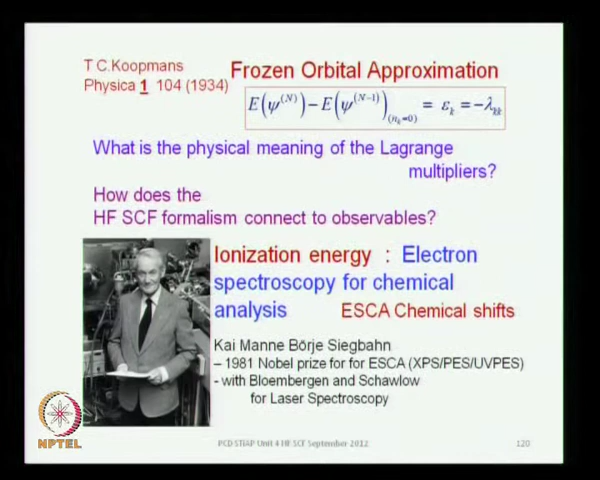 T C.Koopmans
Physica 1 104 (1934)
Frozen Orbital Approximation
E(ψ^(N)) − E(ψ^(N−1))_(n_k=0) = ε_k = −λ_kk
What is the physical meaning of the Lagrange
multipliers?
How does the
HF SCF formalism connect to observables?
Ionization energy : Electron
spectroscopy for chemical
analysis ESCA Chemical shifts
Kai Manne Börje Siegbahn
– 1981 Nobel prize for for ESCA (XPS/PES/UVPES)
- with Bloembergen and Schawlow
for Laser Spectroscopy
NPTEL
PCD STiAP Unit 4 HF SCF September 2012
120